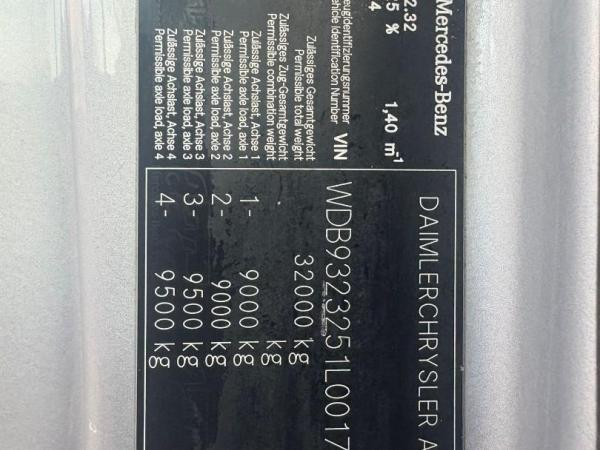 Mercedes-Benz
DAIMLERCHRYSLER A
2.32
5 %
1,40 m⁻¹
4
zeugidentifizierungsnummer
ehicle Identification Number
VIN
WDB9323251L0017
Zulässiges Gesamtgewicht
Permissible total weight
32000 kg
Zulässiges Zug-Gesamtgewicht
Permissible combination weight
kg
Zulässige Achslast, Achse 1
Permissible axle load, axle 1
1- 9000 kg
Zulässige Achslast, Achse 2
Permissible axle load, axle 2
2- 9000 kg
Zulässige Achslast, Achse 3
Permissible axle load, axle 3
3- 9500 kg
Zulässige Achslast, Achse 4
Permissible axle load, axle 4
4- 9500 kg